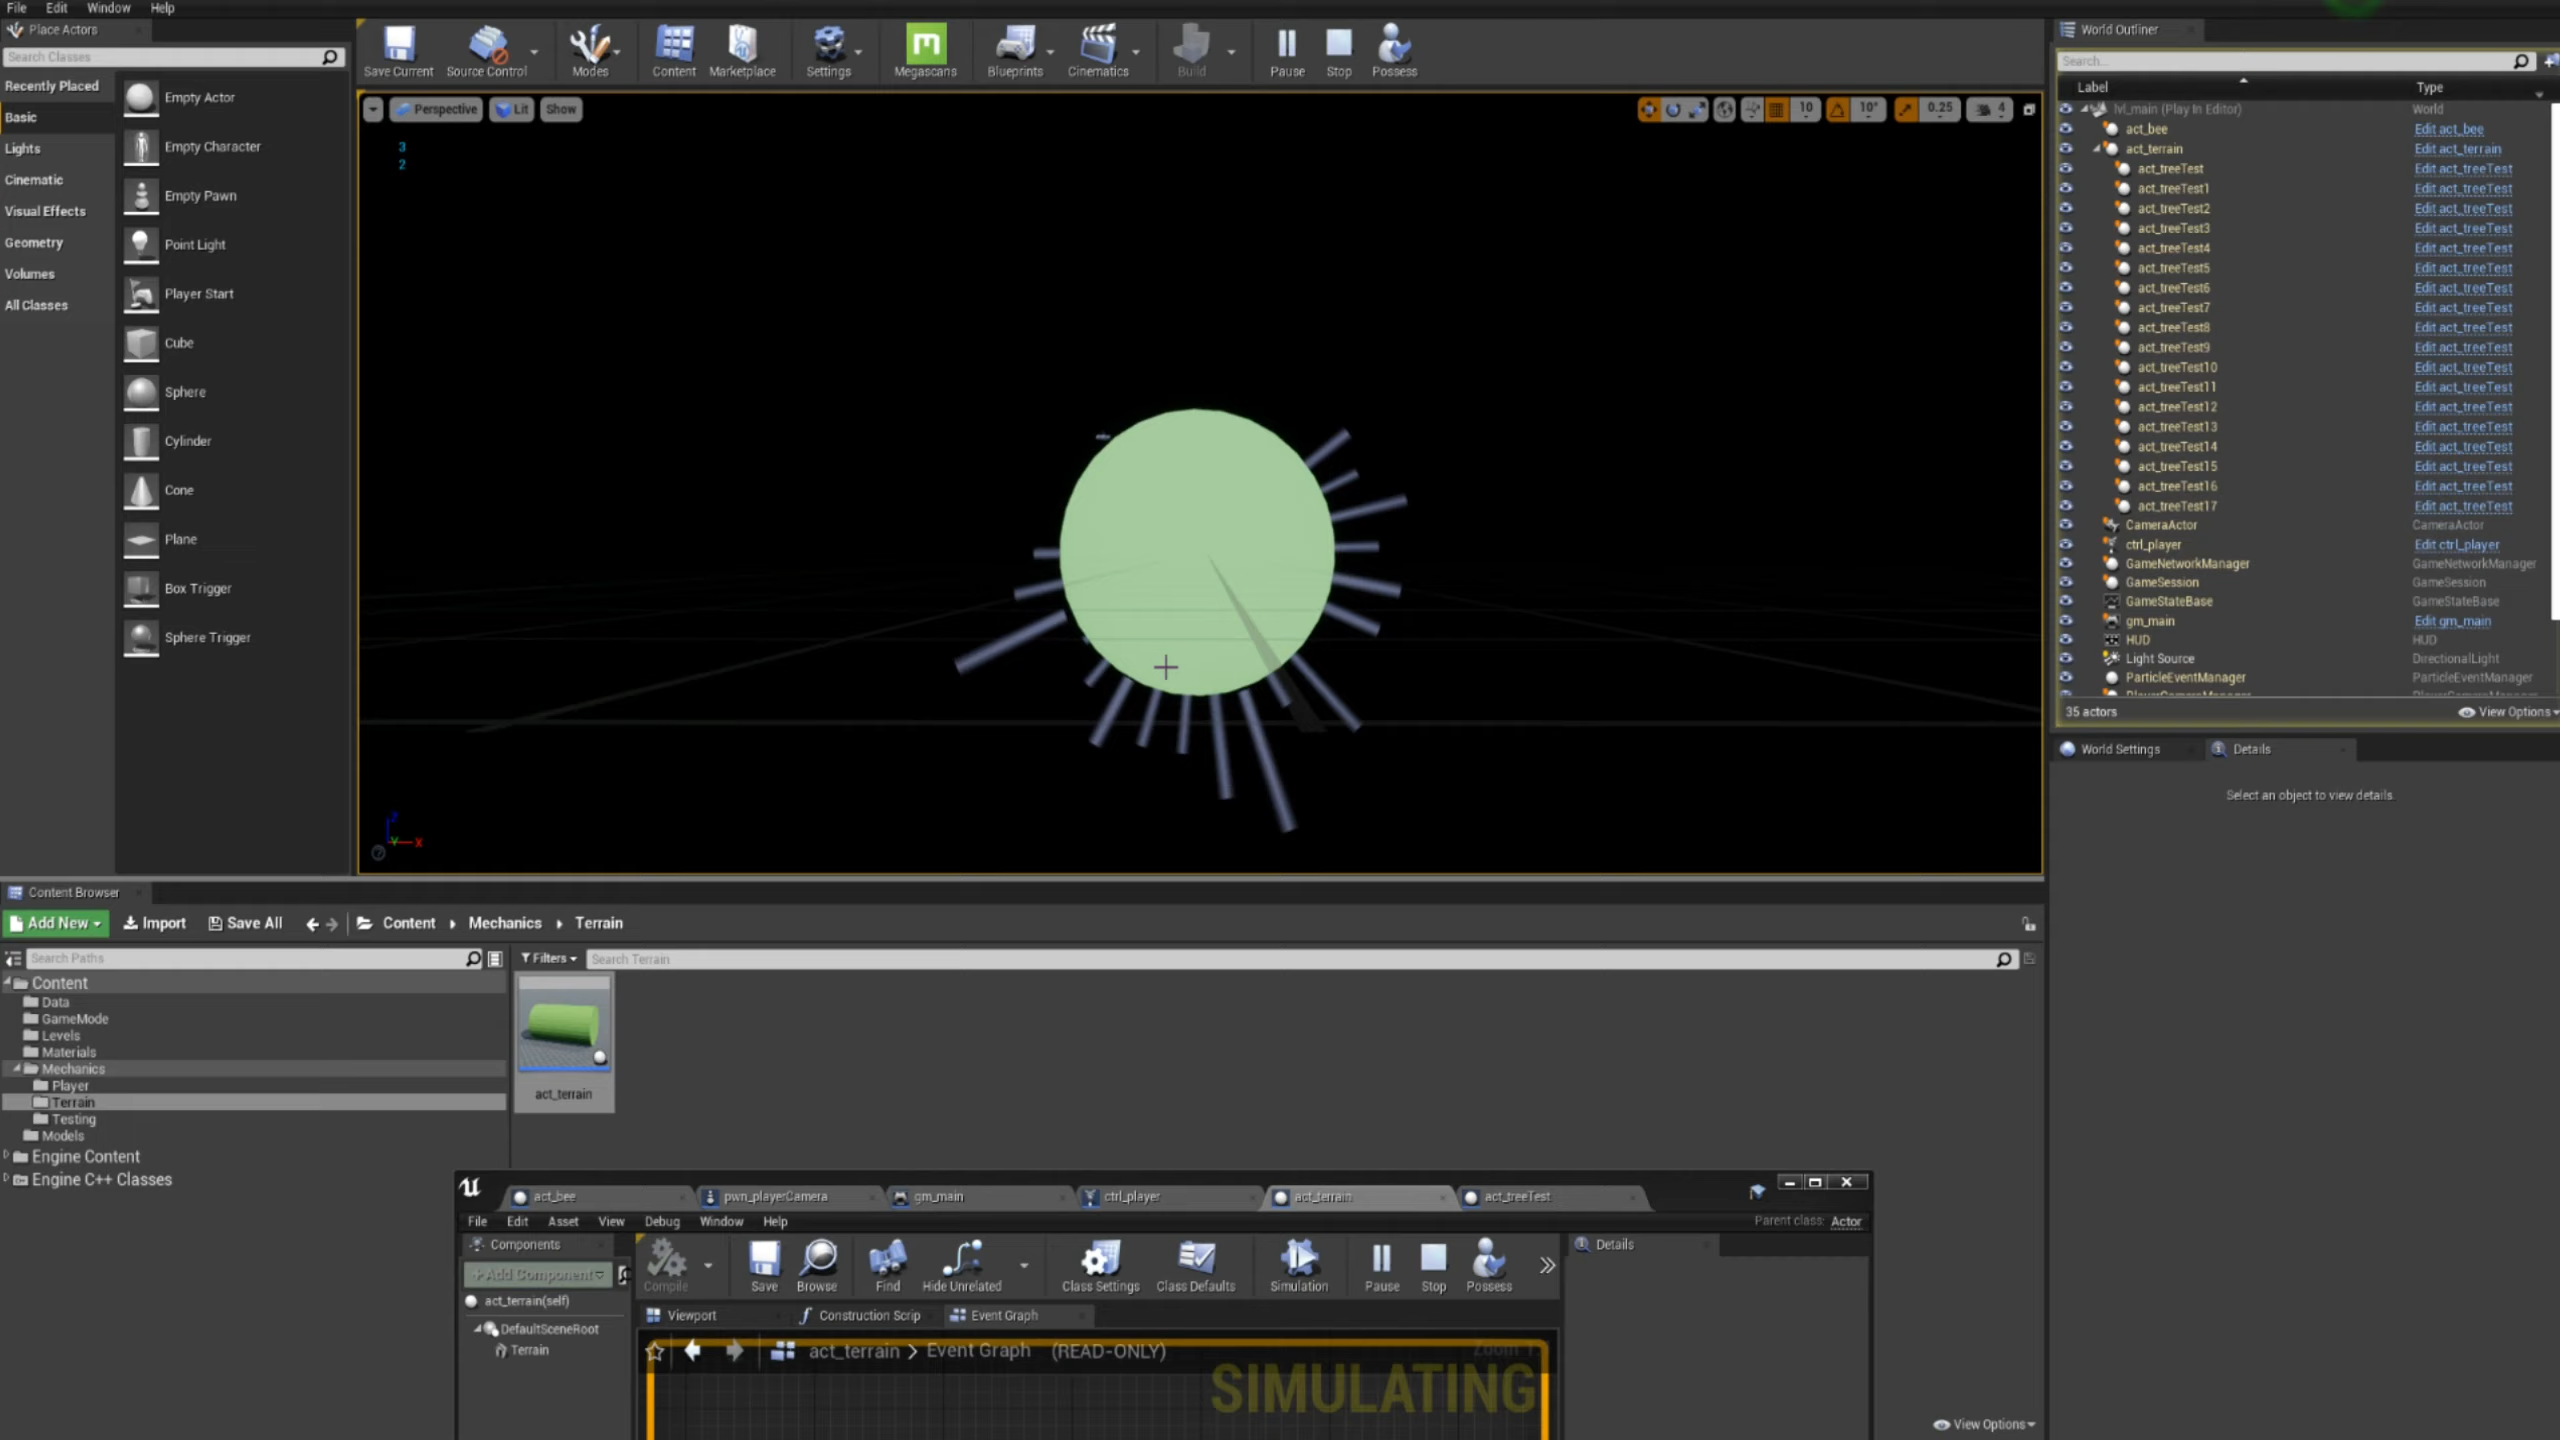 File Edit Window Help
Place Actors
Search Classes
Recently Placed
Basic
Lights
Cinematic
Visual Effects
Geometry
Volumes
All Classes
Empty Actor
Empty Character
Empty Pawn
Point Light
Player Start
Cube
Sphere
Cylinder
Cone
Plane
Box Trigger
Sphere Trigger
Save Current Source Control Modes Content Marketplace Settings Megascans Blueprints Cinematics Build Pause Stop Possess
Perspective Lit Show
10 10° 0.25 4
3
2
Z
Y X
World Outliner
Search...
Label Type
lvl_main (Play In Editor) World
act_bee Edit act_bee
act_terrain Edit act_terrain
act_treeTest Edit act_treeTest
act_treeTest1 Edit act_treeTest
act_treeTest2 Edit act_treeTest
act_treeTest3 Edit act_treeTest
act_treeTest4 Edit act_treeTest
act_treeTest5 Edit act_treeTest
act_treeTest6 Edit act_treeTest
act_treeTest7 Edit act_treeTest
act_treeTest8 Edit act_treeTest
act_treeTest9 Edit act_treeTest
act_treeTest10 Edit act_treeTest
act_treeTest11 Edit act_treeTest
act_treeTest12 Edit act_treeTest
act_treeTest13 Edit act_treeTest
act_treeTest14 Edit act_treeTest
act_treeTest15 Edit act_treeTest
act_treeTest16 Edit act_treeTest
act_treeTest17 Edit act_treeTest
CameraActor CameraActor
ctrl_player Edit ctrl_player
GameNetworkManager GameNetworkManager
GameSession GameSession
GameStateBase GameStateBase
gm_main Edit gm_main
HUD HUD
Light Source DirectionalLight
ParticleEventManager ParticleEventManager
35 actors View Options
World Settings Details
Select an object to view details.
Content Browser
Add New Import Save All Content Mechanics Terrain
Search Paths
Filters Search Terrain
Content
Data
GameMode
Levels
Materials
Mechanics
Player
Terrain
Testing
Models
Engine Content
Engine C++ Classes
act_terrain
act_bee pwn_playerCamera gm_main ctrl_player act_terrain act_treeTest
File Edit Asset View Debug Window Help
Parent class: Actor
Components
+Add Component
act_terrain(self)
DefaultSceneRoot
Terrain
Compile Save Browse Find Hide Unrelated Class Settings Class Defaults Simulation Pause Stop Possess
Details
Viewport Construction Scrip Event Graph
act_terrain > Event Graph (READ-ONLY)
SIMULATING
View Options